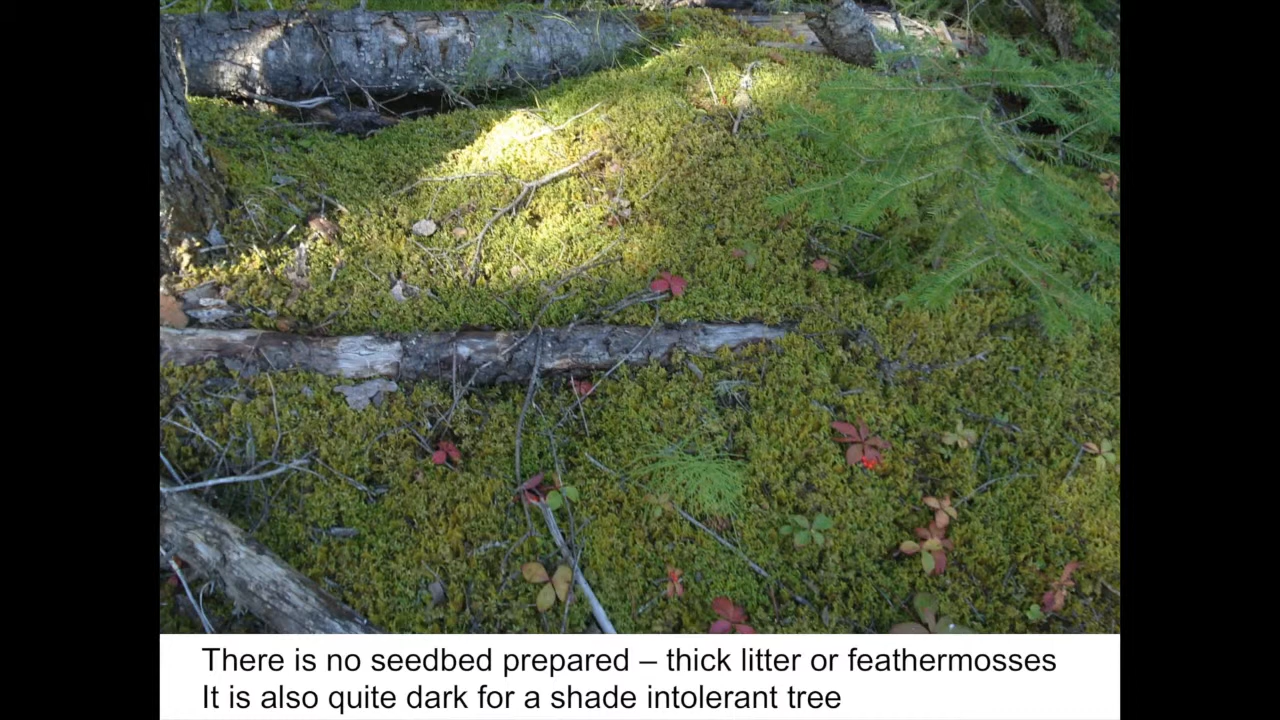 There is no seedbed prepared – thick litter or feathermosses
It is also quite dark for a shade intolerant tree